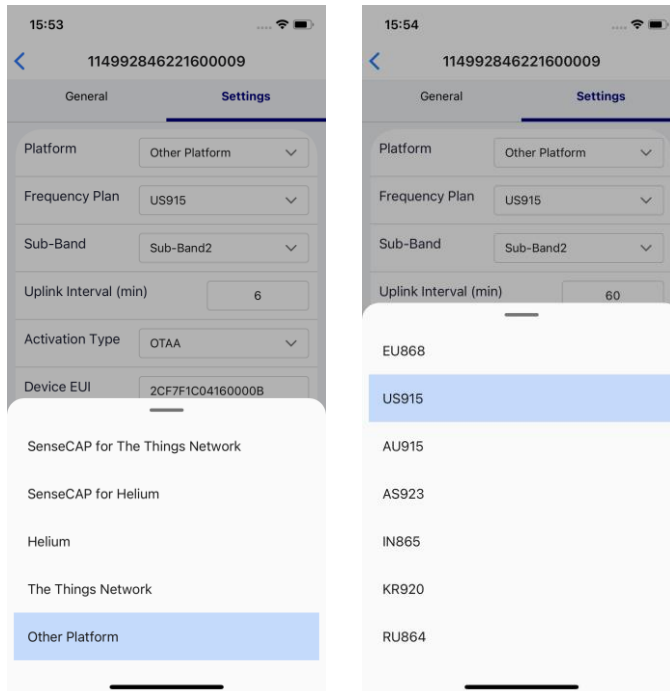 15:53
114992846221600009
General Settings
Platform Other Platform
Frequency Plan US915
Sub-Band Sub-Band2
Uplink Interval (min) 6
Activation Type OTAA
Device EUI 2CF7F1C04160000B
SenseCAP for The Things Network
SenseCAP for Helium
Helium
The Things Network
Other Platform
15:54
114992846221600009
General Settings
Platform Other Platform
Frequency Plan US915
Sub-Band Sub-Band2
Uplink Interval (min) 60
EU868
US915
AU915
AS923
IN865
KR920
RU864